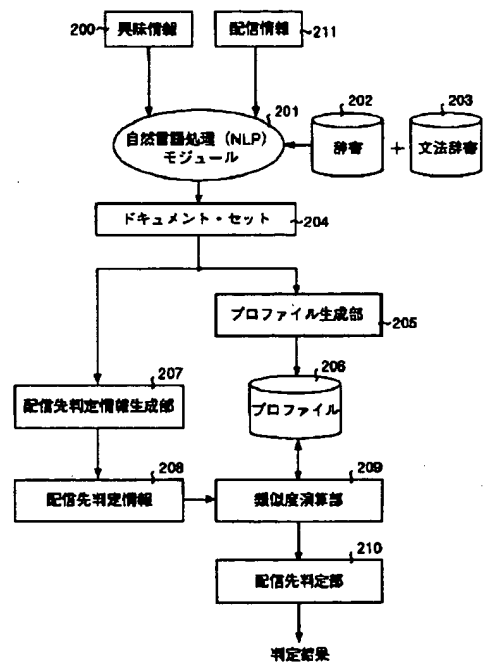 200
興味情報
配信情報
211
201
自然言語処理(NLP)
モジュール
202
辞書
+
203
文法辞書
ドキュメント・セット
204
プロファイル生成部
205
206
プロファイル
207
配信先判定情報生成部
208
配信先判定情報
209
類似度演算部
210
配信先判定部
判定結果